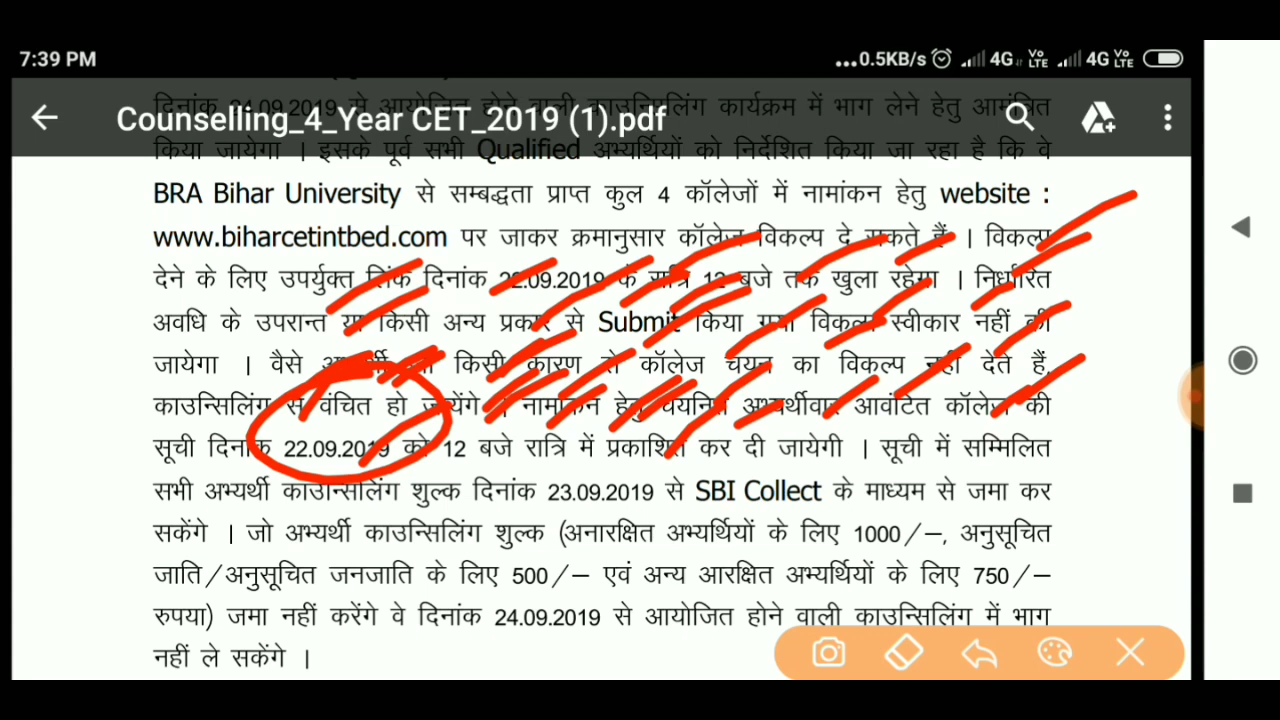 7:39 PM
...0.5KB/s 4G Vo LTE 4G Vo LTE
दिनांक 24.09.2019 से आयोजित होने वाली काउन्सिलिंग कार्यक्रम में भाग लेने हेतु आमंत्रित
Counselling_4_Year CET_2019 (1).pdf
किया जायेगा । इसके पूर्व सभी Qualified अभ्यर्थियों को निर्देशित किया जा रहा है कि वे
BRA Bihar University से सम्बद्धता प्राप्त कुल 4 कॉलेजों में नामांकन हेतु website :
www.biharcetintbed.com पर जाकर क्रमानुसार कॉलेज विकल्प दे सकते हैं । विकल्प
देने के लिए उपर्युक्त लिंक दिनांक 22.09.2019 के रात्रि 12 बजे तक खुला रहेगा । निर्धारित
अवधि के उपरान्त या किसी अन्य प्रकार से Submit किया गया विकल्प स्वीकार नहीं की
जायेगा । वैसे किसी कारण से कॉलेज चयन का विकल्प नहीं देते हैं,
काउन्सिलिंग से वंचित हो जायेंगे । नामांकन हेतु चयनित अभ्यर्थीवार आवंटित कॉलेज की
सूची दिनांक 22.09.2019 को 12 बजे रात्रि में प्रकाशित कर दी जायेगी । सूची में सम्मिलित
सभी अभ्यर्थी काउन्सिलिंग शुल्क दिनांक 23.09.2019 से SBI Collect के माध्यम से जमा कर
सकेंगे । जो अभ्यर्थी काउन्सिलिंग शुल्क (अनारक्षित अभ्यर्थियों के लिए 1000/–, अनुसूचित
जाति/अनुसूचित जनजाति के लिए 500/– एवं अन्य आरक्षित अभ्यर्थियों के लिए 750/–
रुपया) जमा नहीं करेंगे वे दिनांक 24.09.2019 से आयोजित होने वाली काउन्सिलिंग में भाग
नहीं ले सकेंगे ।